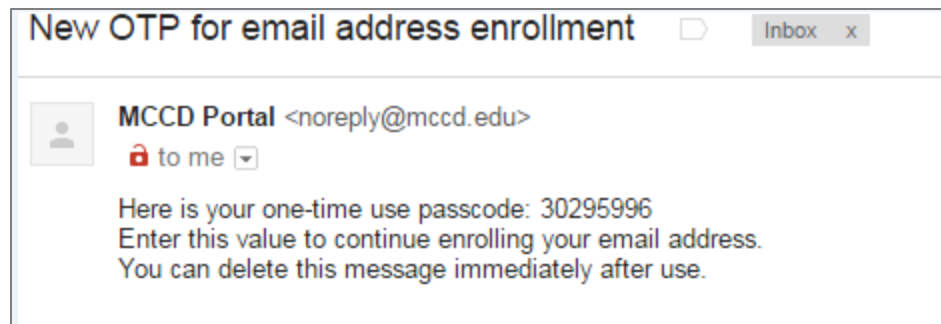 New OTP for email address enrollment Inbox x
MCCD Portal <noreply@mccd.edu>
to me
Here is your one-time use passcode: 30295996
Enter this value to continue enrolling your email address.
You can delete this message immediately after use.